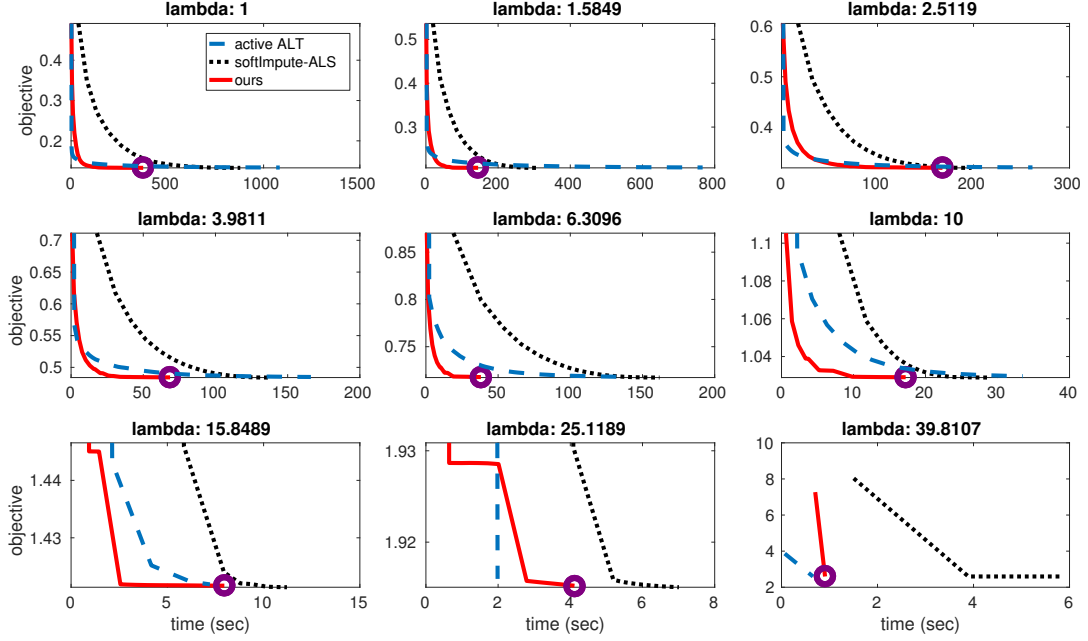 lambda: 1
lambda: 1.5849
lambda: 2.5119
active ALT
softImpute-ALS
ours
objective
0.4
0.3
0.2
0 500 1000 1500
0.5
0.4
0.3
0 200 400 600 800
0.6
0.5
0.4
0 100 200 300
lambda: 3.9811
lambda: 6.3096
lambda: 10
objective
0.7
0.65
0.6
0.55
0.5
0 50 100 150 200
0.85
0.8
0.75
0 50 100 150 200
1.1
1.08
1.06
1.04
0 10 20 30 40
lambda: 15.8489
lambda: 25.1189
lambda: 39.8107
objective
1.44
1.43
0 5 10 15
time (sec)
1.93
1.92
0 2 4 6 8
time (sec)
10
8
6
4
2
0 2 4 6
time (sec)